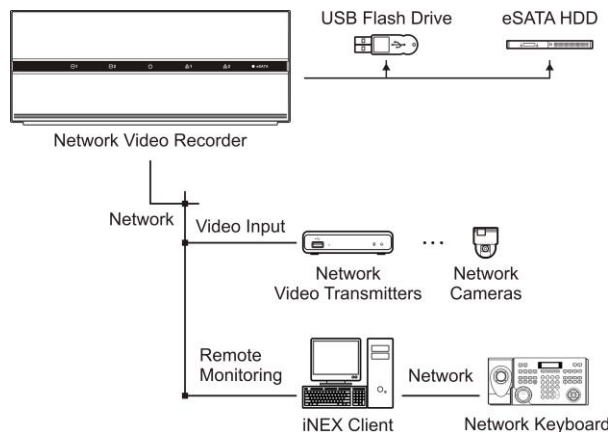 USB Flash Drive
eSATA HDD
Network Video Recorder
Network
Video Input
Network
Video Transmitters
Network
Cameras
Remote
Monitoring
iNEX Client
Network
Network Keyboard